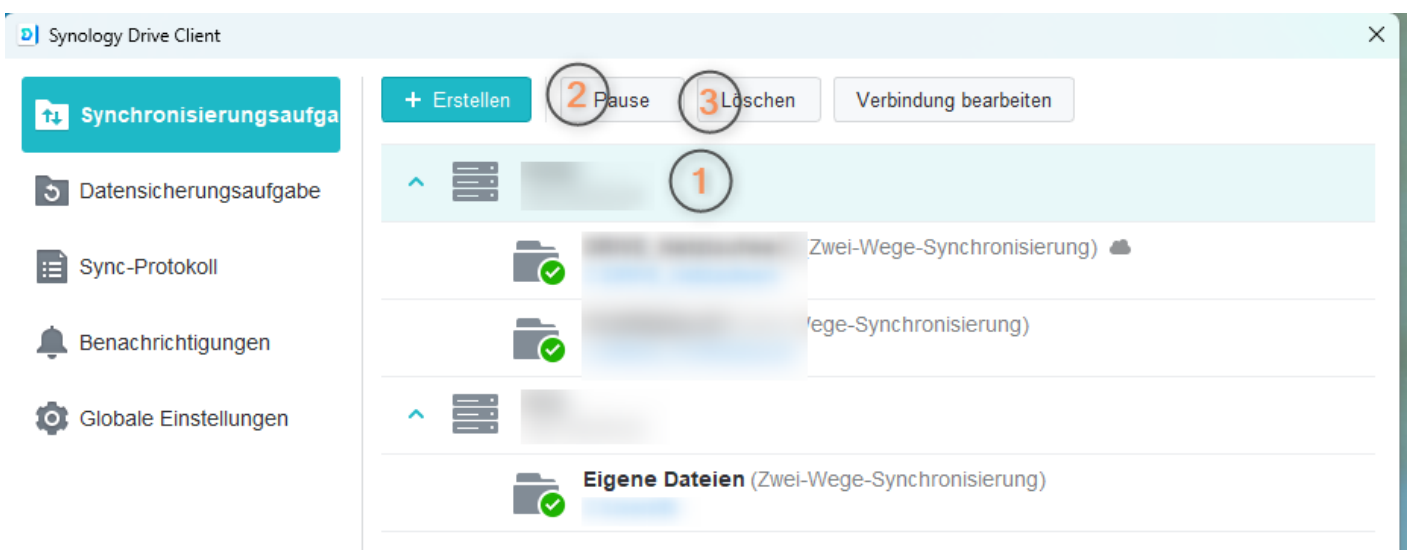 Synology Drive Client
Synchronisierungsaufga
+ Erstellen
2 Pause
3 Löschen
Verbindung bearbeiten
1
Datensicherungsaufgabe
(Zwei-Wege-Synchronisierung)
Sync-Protokoll
ege-Synchronisierung)
Benachrichtigungen
Globale Einstellungen
Eigene Dateien (Zwei-Wege-Synchronisierung)